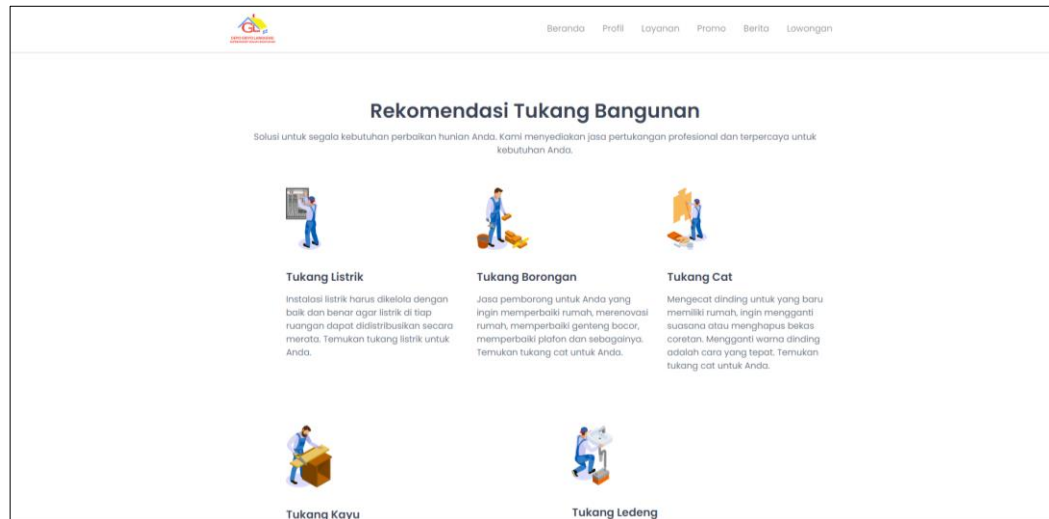 GL
Beranda Profil Layanan Promo Berita Lowongan
Rekomendasi Tukang Bangunan
Solusi untuk segala kebutuhan perbaikan hunian Anda. Kami menyediakan jasa pertukangan profesional dan terpercaya untuk
kebutuhan Anda.
Tukang Listrik
Instalasi listrik harus dikelola dengan
baik dan benar agar listrik di tiap
ruangan dapat didistribusikan secara
merata. Temukan tukang listrik untuk
Anda.
Tukang Borongan
Jasa pemborong untuk Anda yang
ingin memperbaiki rumah, merenovasi
rumah, memperbaiki genteng bocor,
memperbaiki plafon dan sebagainya.
Temukan tukang cat untuk Anda.
Tukang Cat
Mengecat dinding untuk yang baru
memiliki rumah, ingin mengganti
suasana atau menghapus bekas
coretan. Mengganti warna dinding
adalah cara yang tepat. Temukan
tukang cat untuk Anda.
Tukang Kayu
Tukang Ledeng